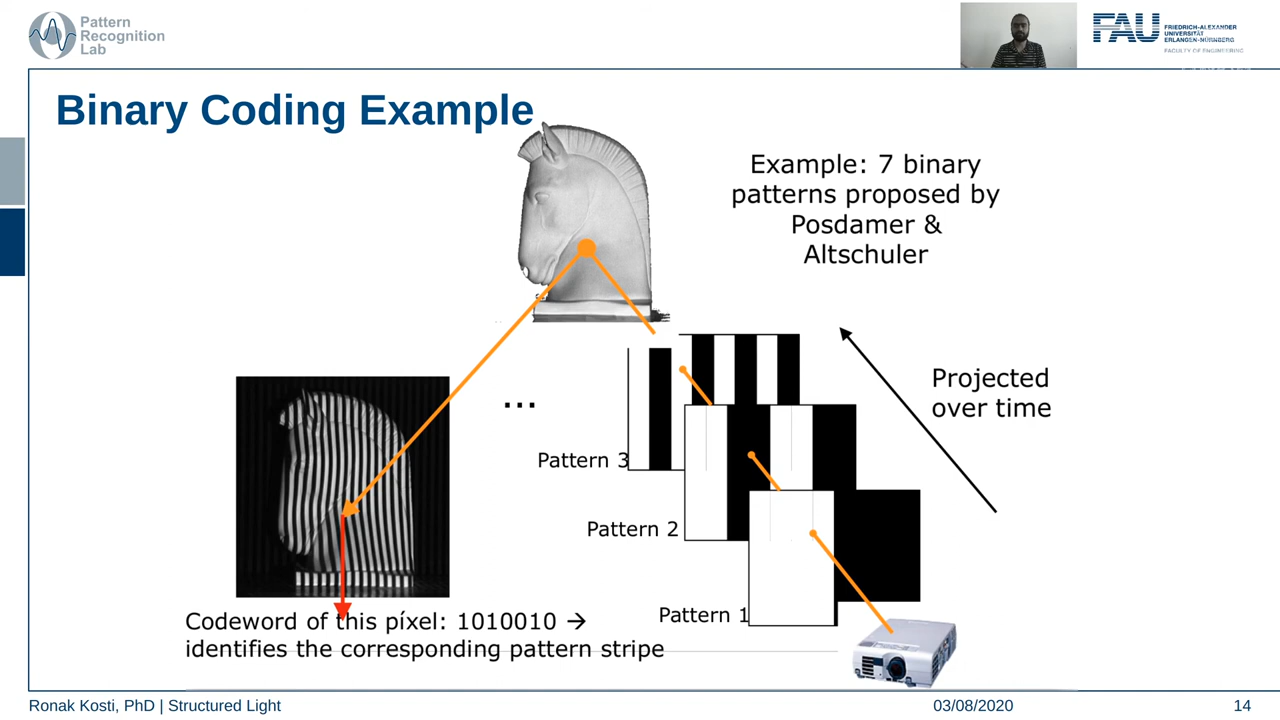 Pattern
Recognition
Lab
FAU
FRIEDRICH-ALEXANDER
UNIVERSITÄT
ERLANGEN-NÜRNBERG
FACULTY OF ENGINEERING
Binary Coding Example
Example: 7 binary
patterns proposed by
Posdamer &
Altschuler
Projected
over time
...
Pattern 3
Pattern 2
Pattern 1
Codeword of this píxel: 1010010 →
identifies the corresponding pattern stripe
Ronak Kosti, PhD | Structured Light
03/08/2020
14